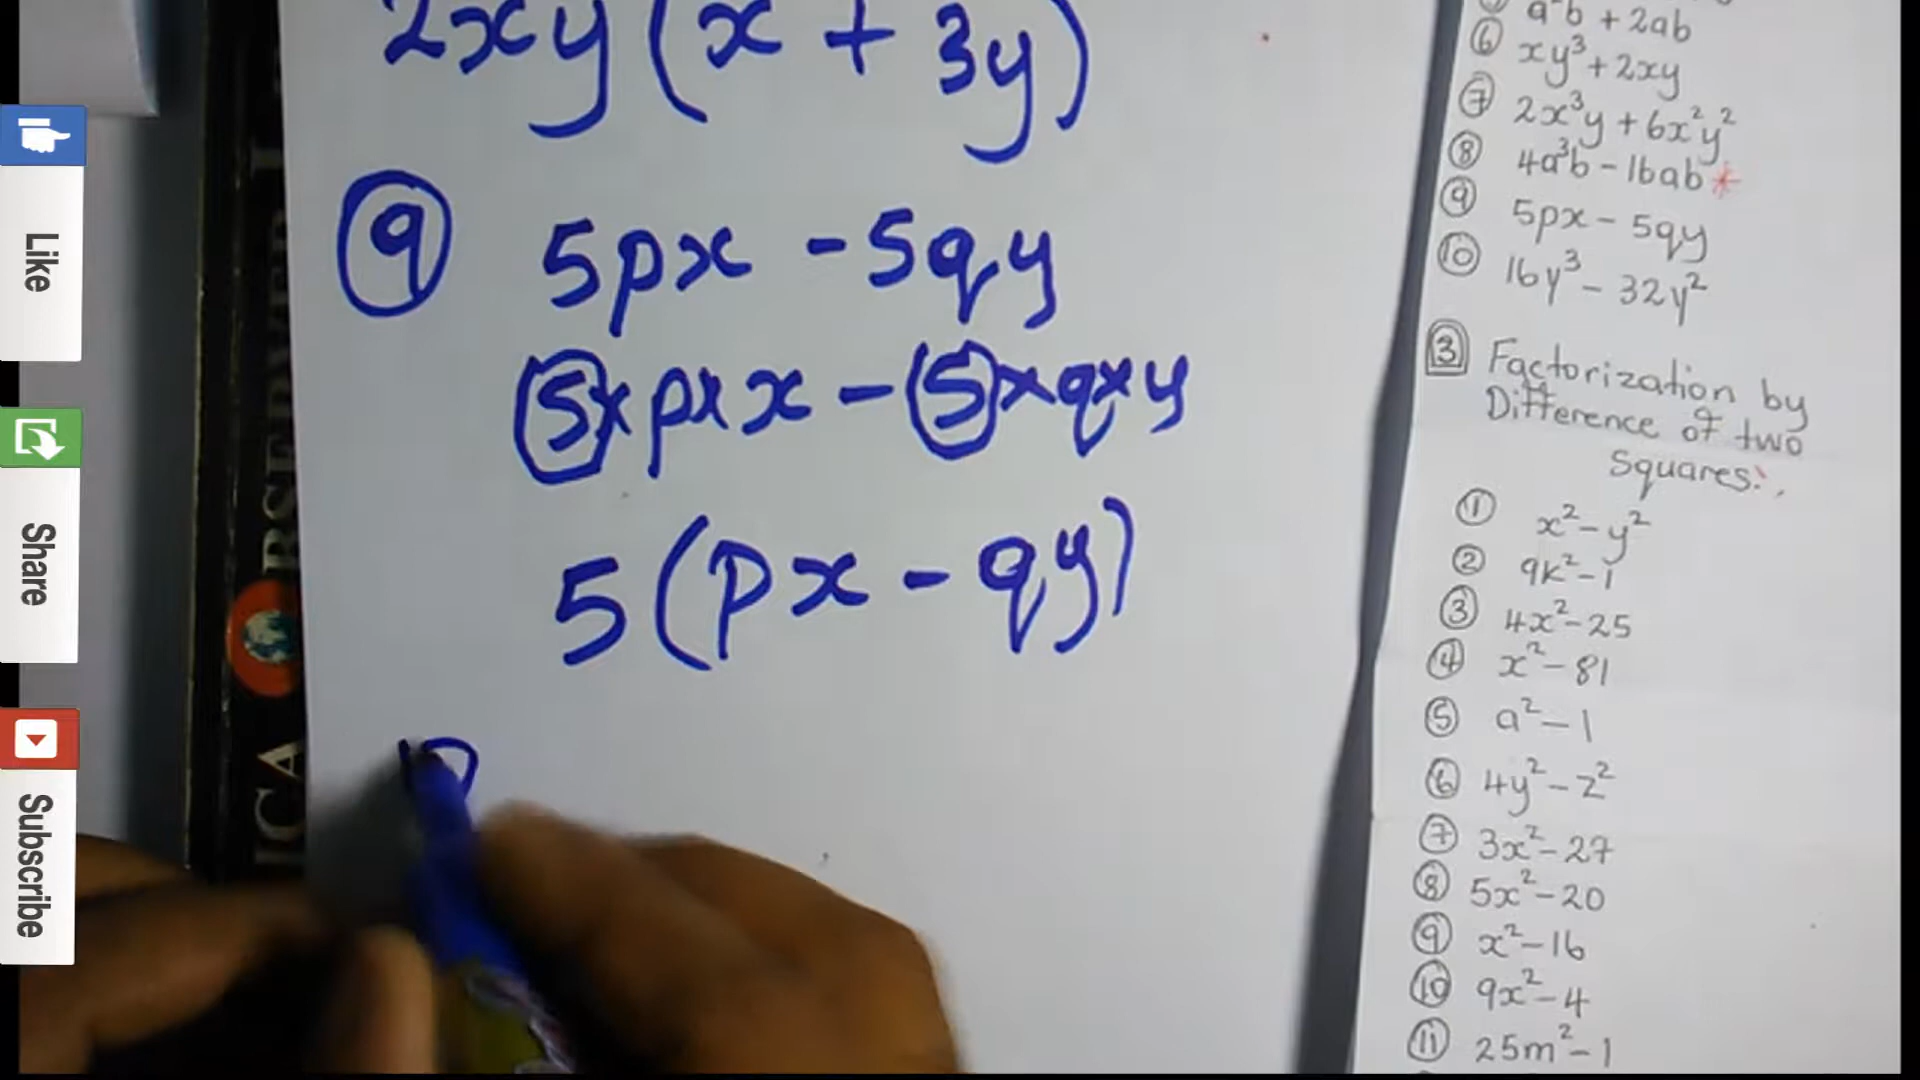 2xy(x + 3y)
⑨ 5px - 5qy
5×p×x - 5×q×y
5(px - qy)
10
a²b + 2ab
⑥ xy³ + 2xy
⑦ 2x³y + 6x²y²
⑧ 4a³b - 16ab*
⑨ 5px - 5qy
⑩ 16y³ - 32y²
3 Factorization by
Difference of two
Squares:.
① x² - y²
② 9k² - 1
③ 4x² - 25
④ x² - 81
⑤ a² - 1
⑥ 4y² - z²
⑦ 3x² - 27
⑧ 5x² - 20
⑨ x² - 16
⑩ 9x² - 4
⑪ 25m² - 1
Like
Share
Subscribe